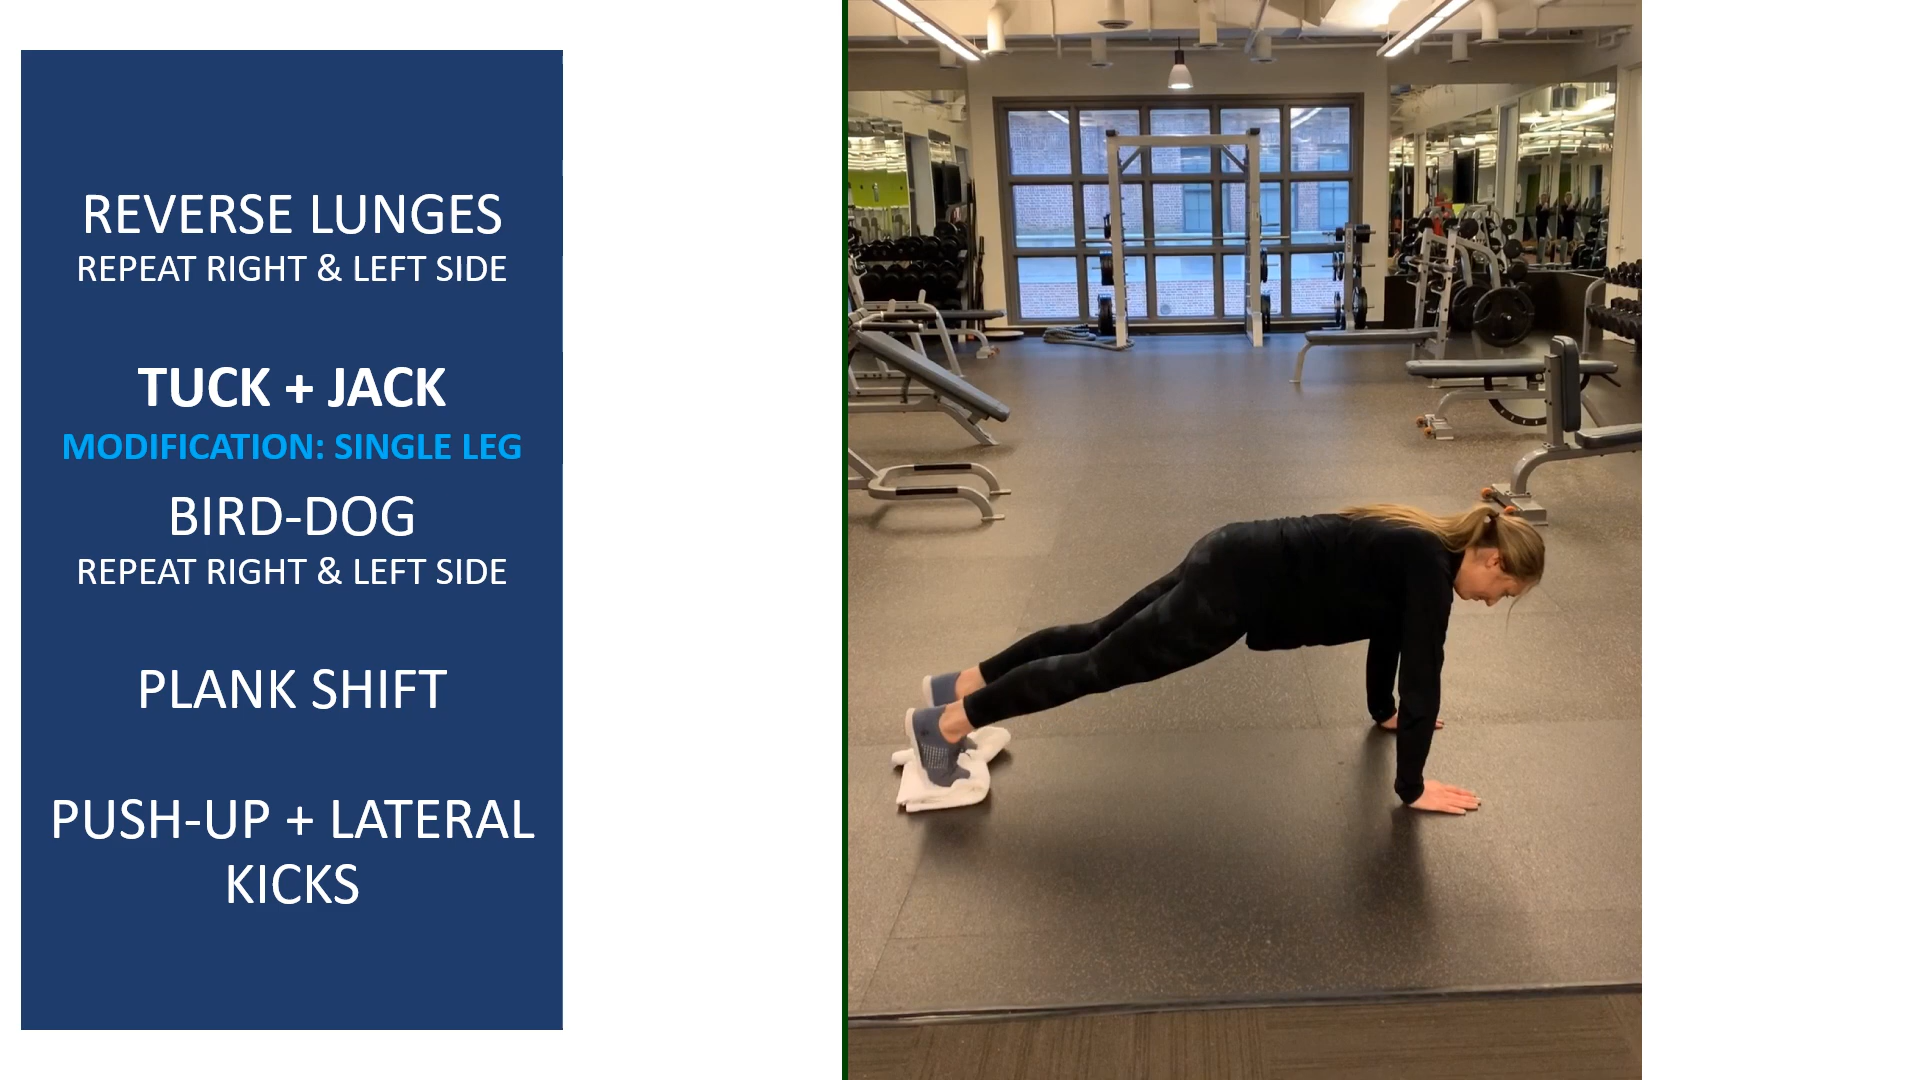 REVERSE LUNGES
REPEAT RIGHT & LEFT SIDE
TUCK + JACK
MODIFICATION: SINGLE LEG
BIRD-DOG
REPEAT RIGHT & LEFT SIDE
PLANK SHIFT
PUSH-UP + LATERAL
KICKS